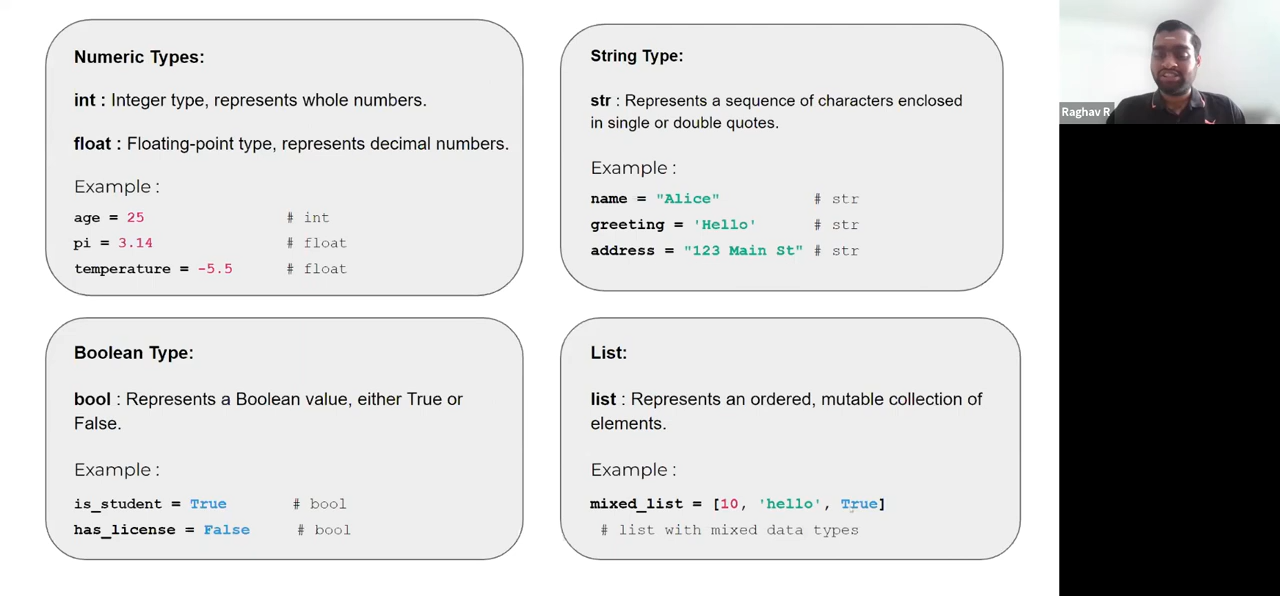 Numeric Types:
int : Integer type, represents whole numbers.
float : Floating-point type, represents decimal numbers.
Example :
age = 25 # int
pi = 3.14 # float
temperature = -5.5 # float
String Type:
str : Represents a sequence of characters enclosed
in single or double quotes.
Example :
name = "Alice" # str
greeting = 'Hello' # str
address = "123 Main St" # str
Boolean Type:
bool : Represents a Boolean value, either True or
False.
Example :
is_student = True # bool
has_license = False # bool
List:
list : Represents an ordered, mutable collection of
elements.
Example :
mixed_list = [10, 'hello', True]
# list with mixed data types
Raghav R